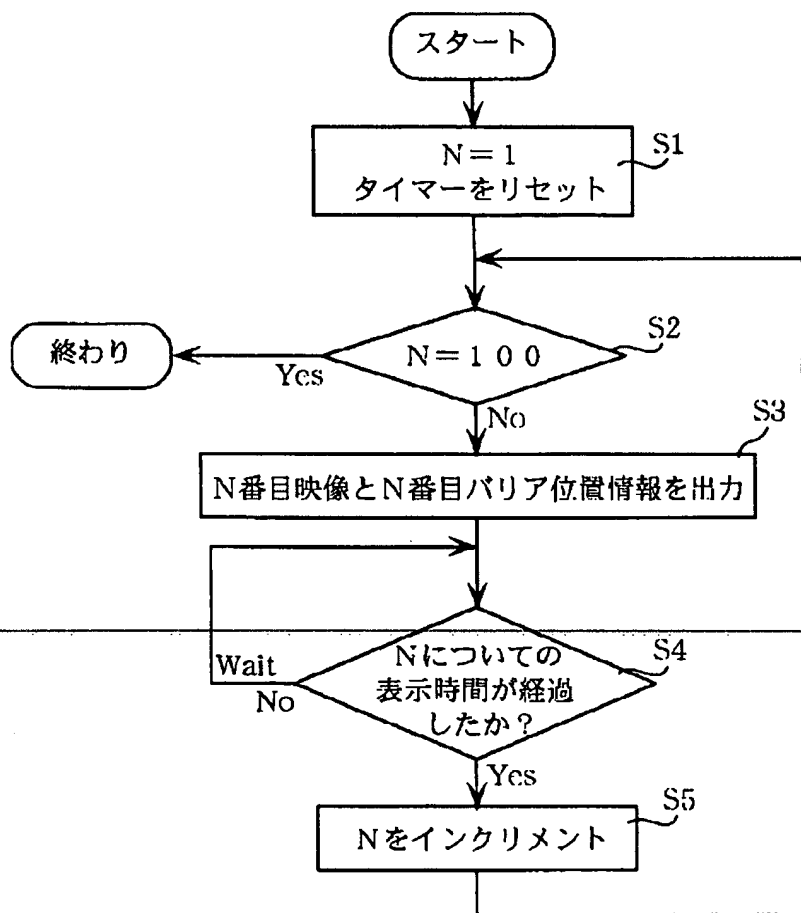 スタート
S1
N=1
タイマーをリセット
S2
N=100
終わり
Yes
No
S3
N番目映像とN番目バリア位置情報を出力
S4
Nについての
表示時間が経過
したか?
Wait
No
Yes
S5
Nをインクリメント